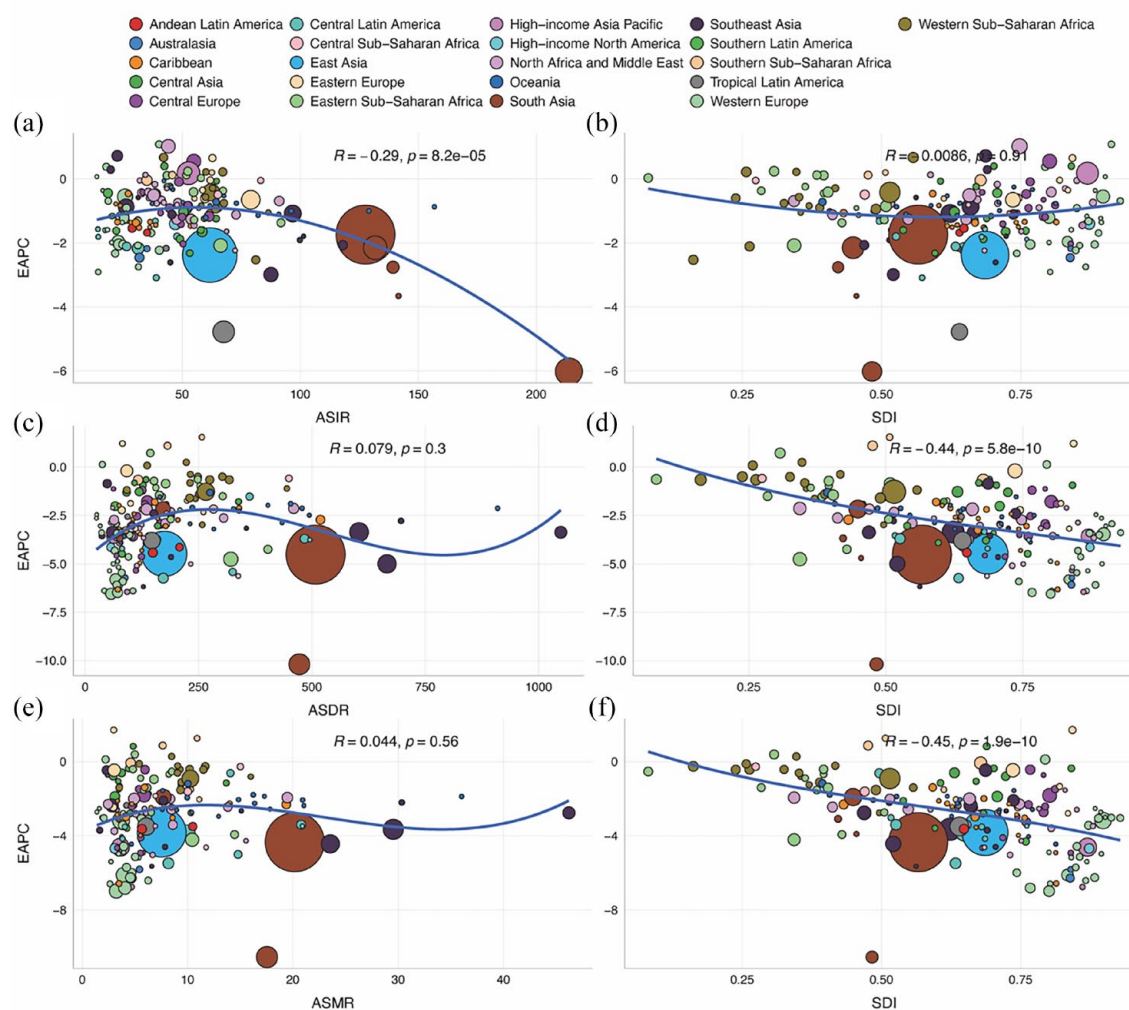 Andean Latin America
Central Latin America
High−income Asia Pacific
Southeast Asia
Western Sub−Saharan Africa
Australasia
Central Sub−Saharan Africa
High−income North America
Southern Latin America
Caribbean
East Asia
North Africa and Middle East
Southern Sub−Saharan Africa
Central Asia
Eastern Europe
Oceania
Tropical Latin America
Central Europe
Eastern Sub−Saharan Africa
South Asia
Western Europe
(a)
R = −0.29, p = 8.2e−05
0
−2
−4
−6
EAPC
50
100
150
200
ASIR
(b)
R = −0.0086, p = 0.91
0
−2
−4
−6
0.25
0.50
0.75
SDI
(c)
R = 0.079, p = 0.3
0.0
−2.5
−5.0
−7.5
−10.0
EAPC
0
250
500
750
1000
ASDR
(d)
R = −0.44, p = 5.8e−10
0.0
−2.5
−5.0
−7.5
−10.0
0.25
0.50
0.75
SDI
(e)
R = 0.044, p = 0.56
0
−4
−8
EAPC
0
10
20
30
40
ASMR
(f)
R = −0.45, p = 1.9e−10
0
−4
−8
0.25
0.50
0.75
SDI